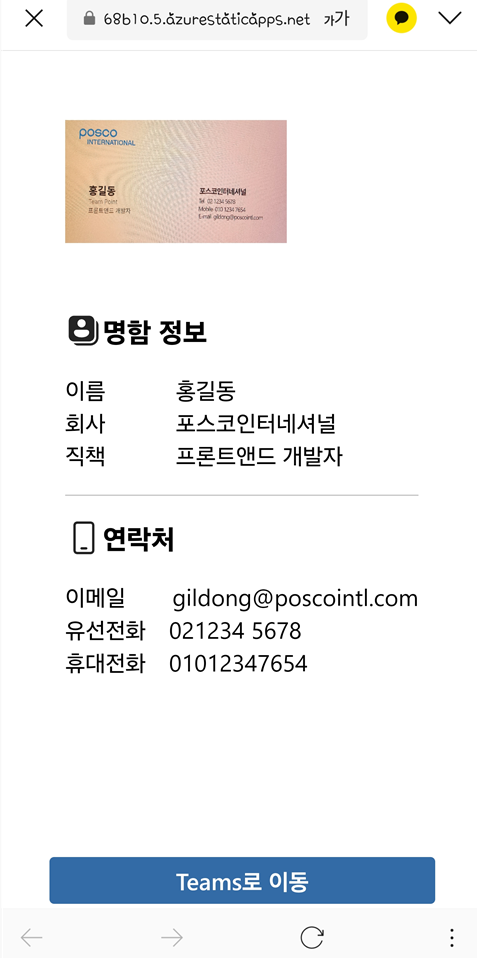 68b10.5.azurestaticapps.net 가가
posco
INTERNATIONAL
홍길동
Team Point
프론트앤드 개발자
포스코인터네셔널
Tel 02 1234 5678
Mobile 010 1234 7654
E-mail gildong@poscointl.com
명함 정보
이름 홍길동
회사 포스코인터네셔널
직책 프론트앤드 개발자
연락처
이메일 gildong@poscointl.com
유선전화 021234 5678
휴대전화 01012347654
Teams로 이동